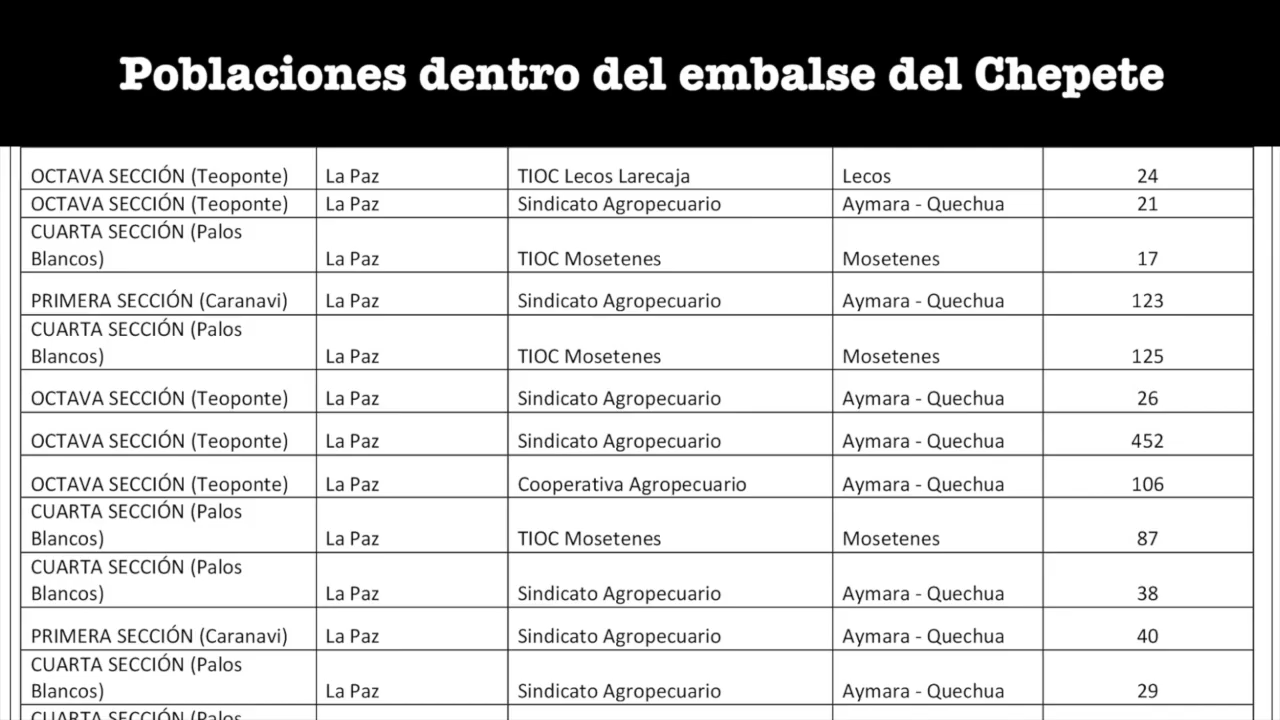 Poblaciones dentro del embalse del Chepete
OCTAVA SECCIÓN (Teoponte) La Paz TIOC Lecos Larecaja Lecos 24
OCTAVA SECCIÓN (Teoponte) La Paz Sindicato Agropecuario Aymara - Quechua 21
CUARTA SECCIÓN (Palos
Blancos) La Paz TIOC Mosetenes Mosetenes 17
PRIMERA SECCIÓN (Caranavi) La Paz Sindicato Agropecuario Aymara - Quechua 123
CUARTA SECCIÓN (Palos
Blancos) La Paz TIOC Mosetenes Mosetenes 125
OCTAVA SECCIÓN (Teoponte) La Paz Sindicato Agropecuario Aymara - Quechua 26
OCTAVA SECCIÓN (Teoponte) La Paz Sindicato Agropecuario Aymara - Quechua 452
OCTAVA SECCIÓN (Teoponte) La Paz Cooperativa Agropecuario Aymara - Quechua 106
CUARTA SECCIÓN (Palos
Blancos) La Paz TIOC Mosetenes Mosetenes 87
CUARTA SECCIÓN (Palos
Blancos) La Paz Sindicato Agropecuario Aymara - Quechua 38
PRIMERA SECCIÓN (Caranavi) La Paz Sindicato Agropecuario Aymara - Quechua 40
CUARTA SECCIÓN (Palos
Blancos) La Paz Sindicato Agropecuario Aymara - Quechua 29
CUARTA SECCIÓN (Palos